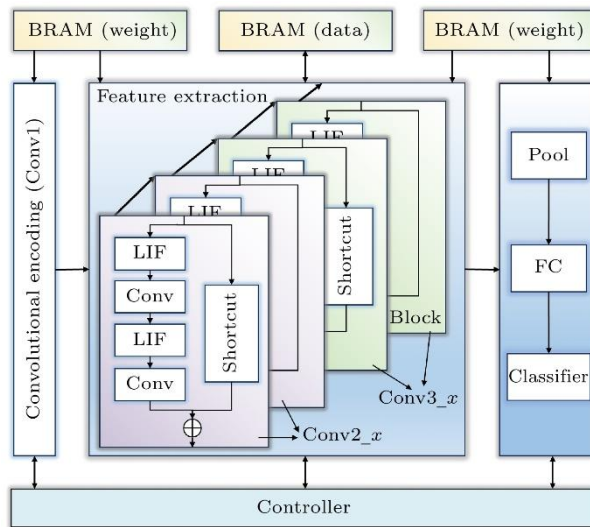 BRAM (weight)
BRAM (data)
BRAM (weight)
Convolutional encoding (Conv1)
Feature extraction
LIF
LIF
LIF
LIF
Conv
LIF
Conv
Shortcut
Shortcut
Block
Conv3_x
Conv2_x
Pool
FC
Classifier
Controller